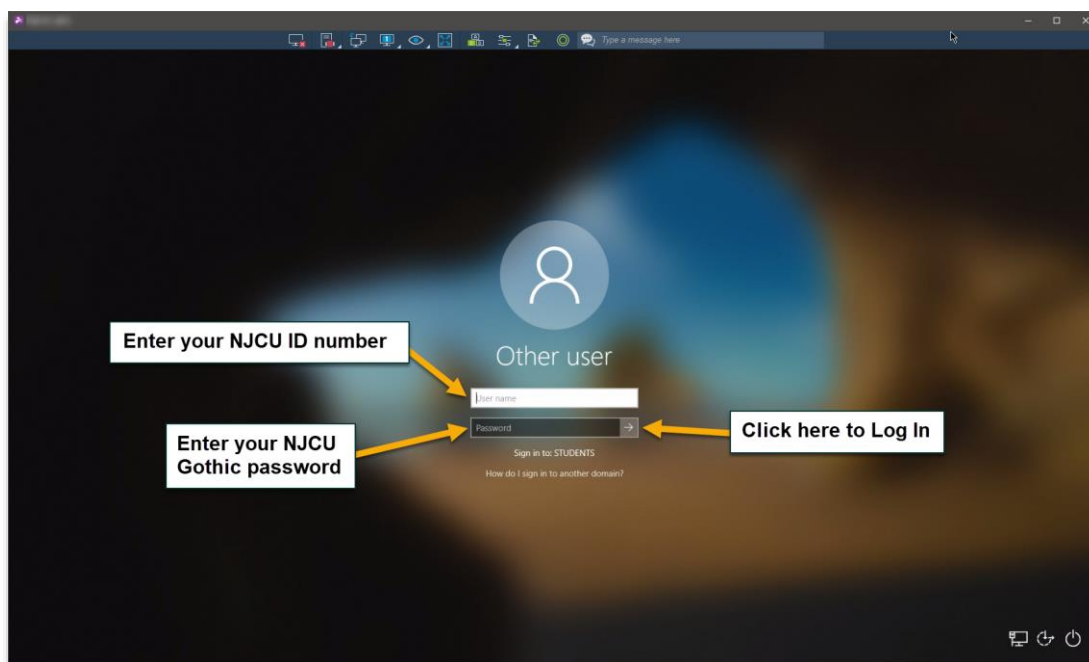 Type a message here
Enter your NJCU ID number
Other user
User name
Enter your NJCU
Gothic password
Password
Click here to Log In
Sign in to: STUDENTS
How do I sign in to another domain?